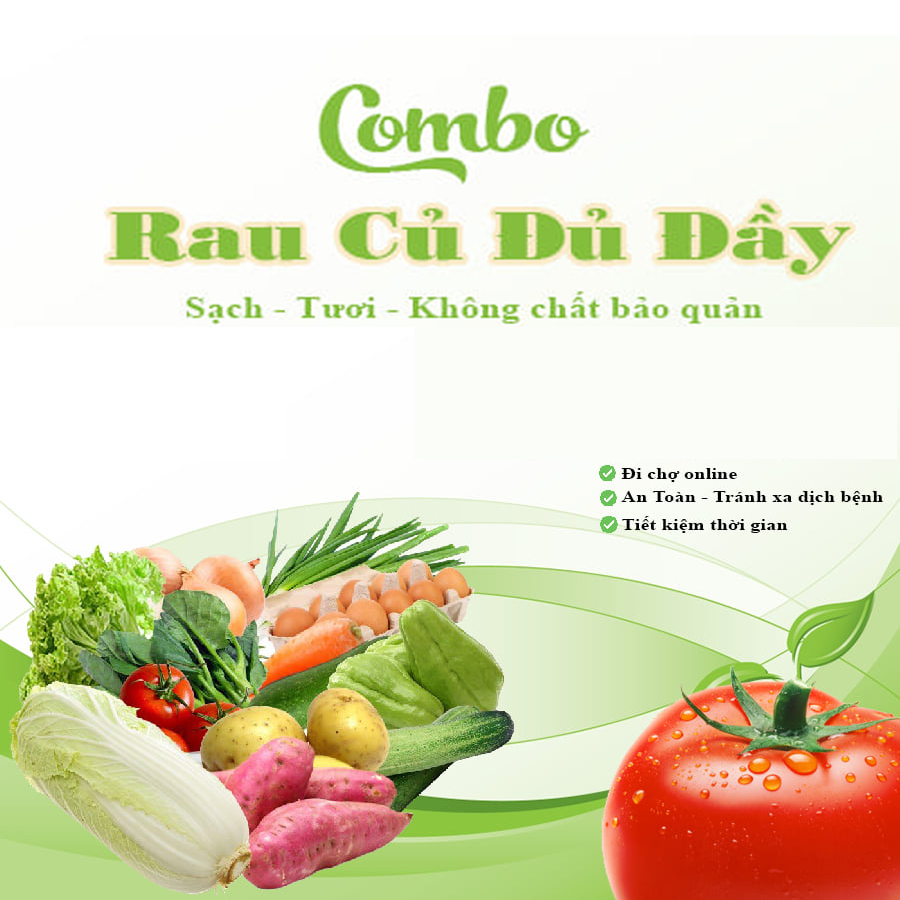 Combo
Rau Củ Đủ Đầy
Sạch - Tươi - Không chất bảo quản
Đi chợ online
An Toàn - Tránh xa dịch bệnh
Tiết kiệm thời gian